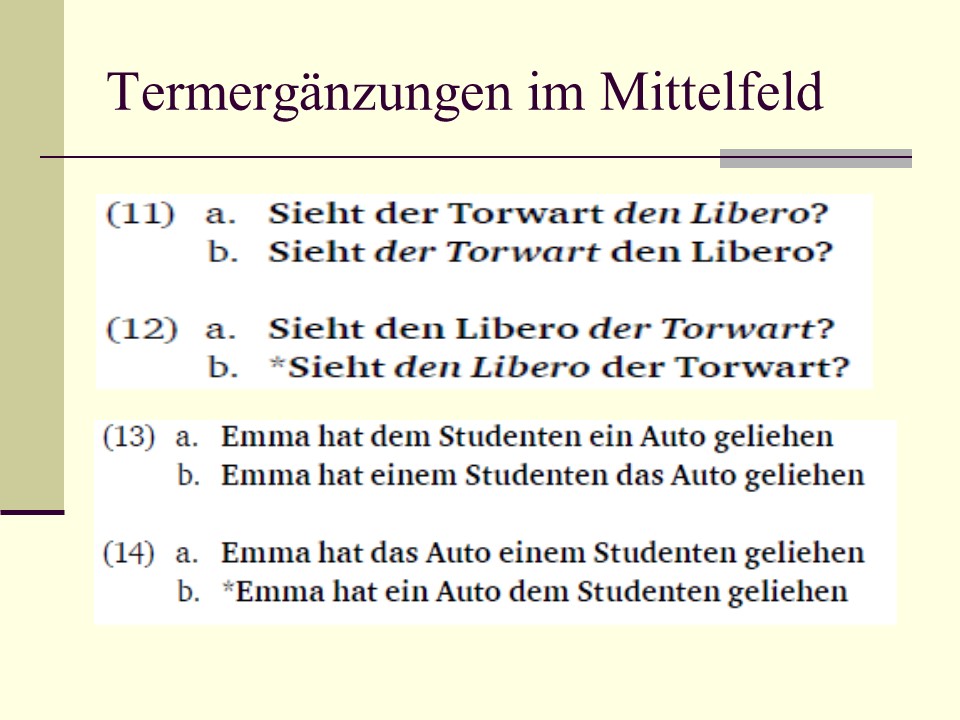 Termergänzungen im Mittelfeld
(11) a. Sieht der Torwart den Libero?
b. Sieht der Torwart den Libero?
(12) a. Sieht den Libero der Torwart?
b. *Sieht den Libero der Torwart?
(13) a. Emma hat dem Studenten ein Auto geliehen
b. Emma hat einem Studenten das Auto geliehen
(14) a. Emma hat das Auto einem Studenten geliehen
b. *Emma hat ein Auto dem Studenten geliehen